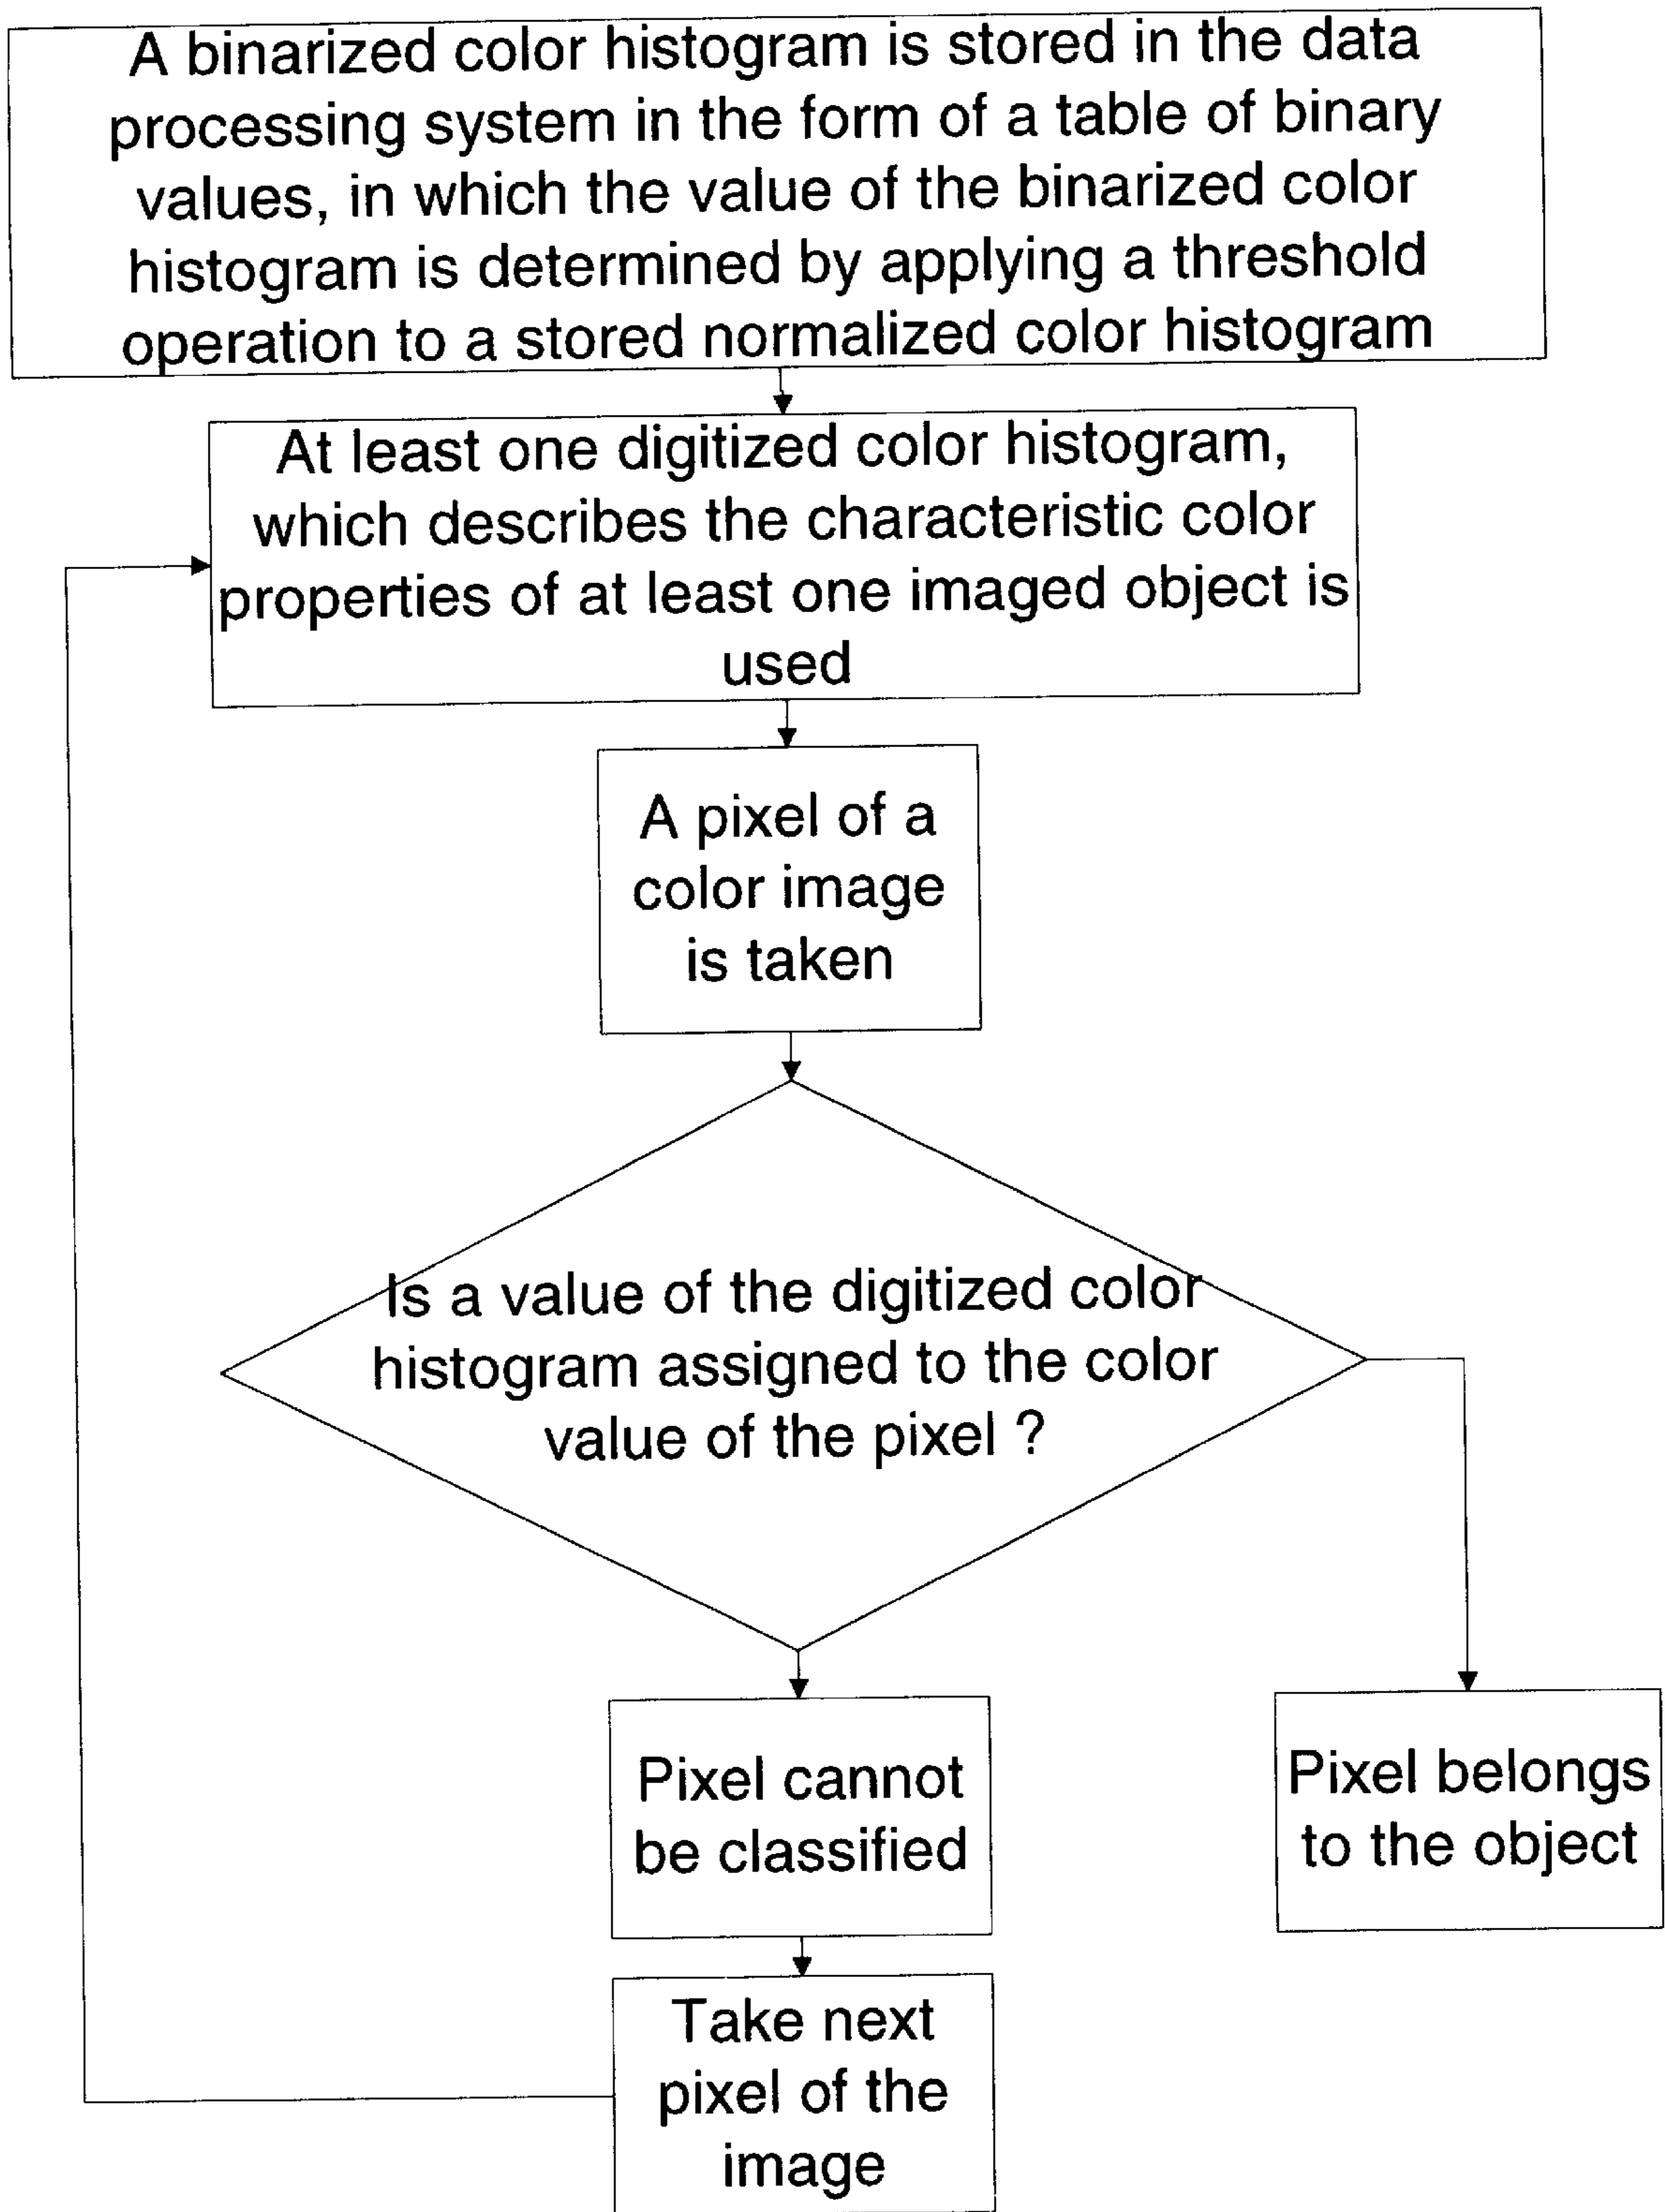 A binarized color histogram is stored in the data
processing system in the form of a table of binary
values, in which the value of the binarized color
histogram is determined by applying a threshold
operation to a stored normalized color histogram
At least one digitized color histogram,
which describes the characteristic color
properties of at least one imaged object is
used
A pixel of a
color image
is taken
Is a value of the digitized color
histogram assigned to the color
value of the pixel ?
Pixel cannot
be classified
Pixel belongs
to the object
Take next
pixel of the
image